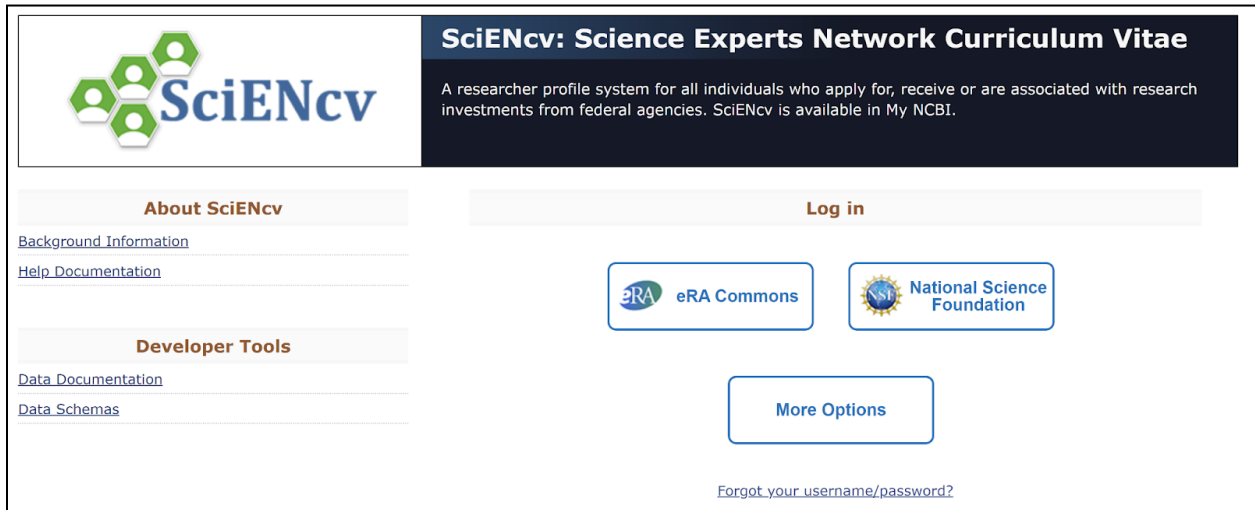 SciENcv
SciENcv: Science Experts Network Curriculum Vitae
A researcher profile system for all individuals who apply for, receive or are associated with research
investments from federal agencies. SciENcv is available in My NCBI.
About SciENcv
Background Information
Help Documentation
Developer Tools
Data Documentation
Data Schemas
Log in
eRA eRA Commons
NSF National Science
Foundation
More Options
Forgot your username/password?